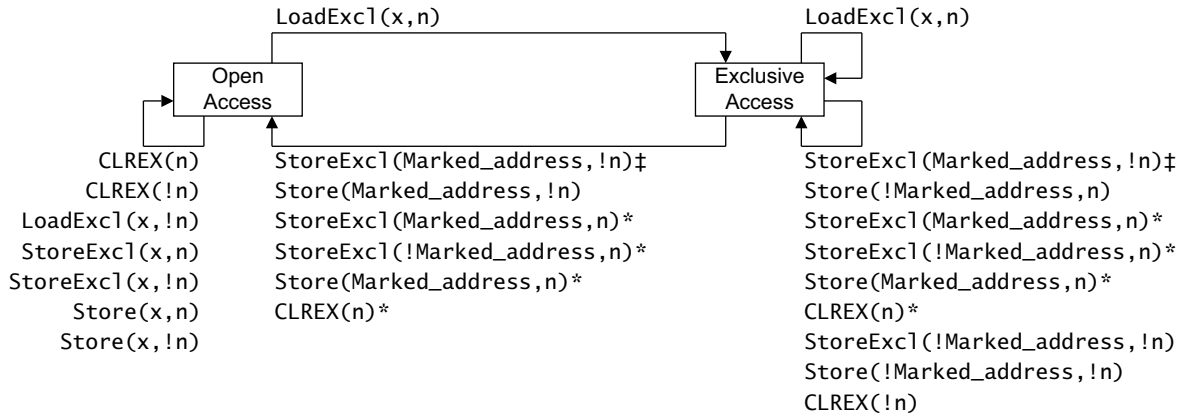 LoadExcl(x,n)
LoadExcl(x,n)
Open
Access
Exclusive
Access
CLREX(n)
CLREX(!n)
LoadExcl(x,!n)
StoreExcl(x,n)
StoreExcl(x,!n)
Store(x,n)
Store(x,!n)
StoreExcl(Marked_address,!n)‡
Store(Marked_address,!n)
StoreExcl(Marked_address,n)*
StoreExcl(!Marked_address,n)*
Store(Marked_address,n)*
CLREX(n)*
StoreExcl(Marked_address,!n)‡
Store(!Marked_address,n)
StoreExcl(Marked_address,n)*
StoreExcl(!Marked_address,n)*
Store(Marked_address,n)*
CLREX(n)*
StoreExcl(!Marked_address,!n)
Store(!Marked_address,!n)
CLREX(!n)